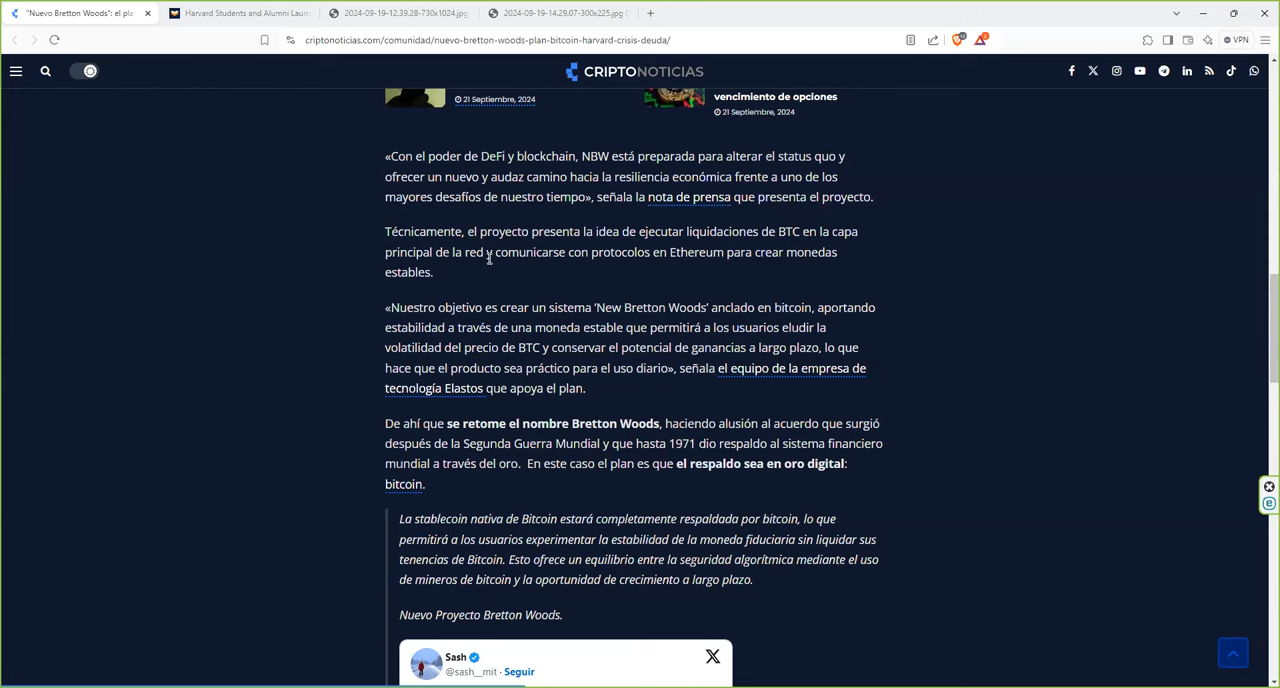 "Nuevo Bretton Woods": el pla
Harvard Students and Alumni Laun
2024-09-19-12.39.28-730x1024.jpg
2024-09-19-14.29.07-300x225.jpg (
criptonoticias.com/comunidad/nuevo-bretton-woods-plan-bitcoin-harvard-crisis-deuda/
VPN
CRIPTONOTICIAS
21 Septiembre, 2024
vencimiento de opciones
21 Septiembre, 2024
«Con el poder de DeFi y blockchain, NBW está preparada para alterar el status quo y
ofrecer un nuevo y audaz camino hacia la resiliencia económica frente a uno de los
mayores desafíos de nuestro tiempo», señala la nota de prensa que presenta el proyecto.
Técnicamente, el proyecto presenta la idea de ejecutar liquidaciones de BTC en la capa
principal de la red y comunicarse con protocolos en Ethereum para crear monedas
estables.
«Nuestro objetivo es crear un sistema ‘New Bretton Woods’ anclado en bitcoin, aportando
estabilidad a través de una moneda estable que permitirá a los usuarios eludir la
volatilidad del precio de BTC y conservar el potencial de ganancias a largo plazo, lo que
hace que el producto sea práctico para el uso diario», señala el equipo de la empresa de
tecnología Elastos que apoya el plan.
De ahí que se retome el nombre Bretton Woods, haciendo alusión al acuerdo que surgió
después de la Segunda Guerra Mundial y que hasta 1971 dio respaldo al sistema financiero
mundial a través del oro. En este caso el plan es que el respaldo sea en oro digital:
bitcoin.
La stablecoin nativa de Bitcoin estará completamente respaldada por bitcoin, lo que
permitirá a los usuarios experimentar la estabilidad de la moneda fiduciaria sin liquidar sus
tenencias de Bitcoin. Esto ofrece un equilibrio entre la seguridad algorítmica mediante el uso
de mineros de bitcoin y la oportunidad de crecimiento a largo plazo.
Nuevo Proyecto Bretton Woods.
Sash
@sash__mit · Seguir